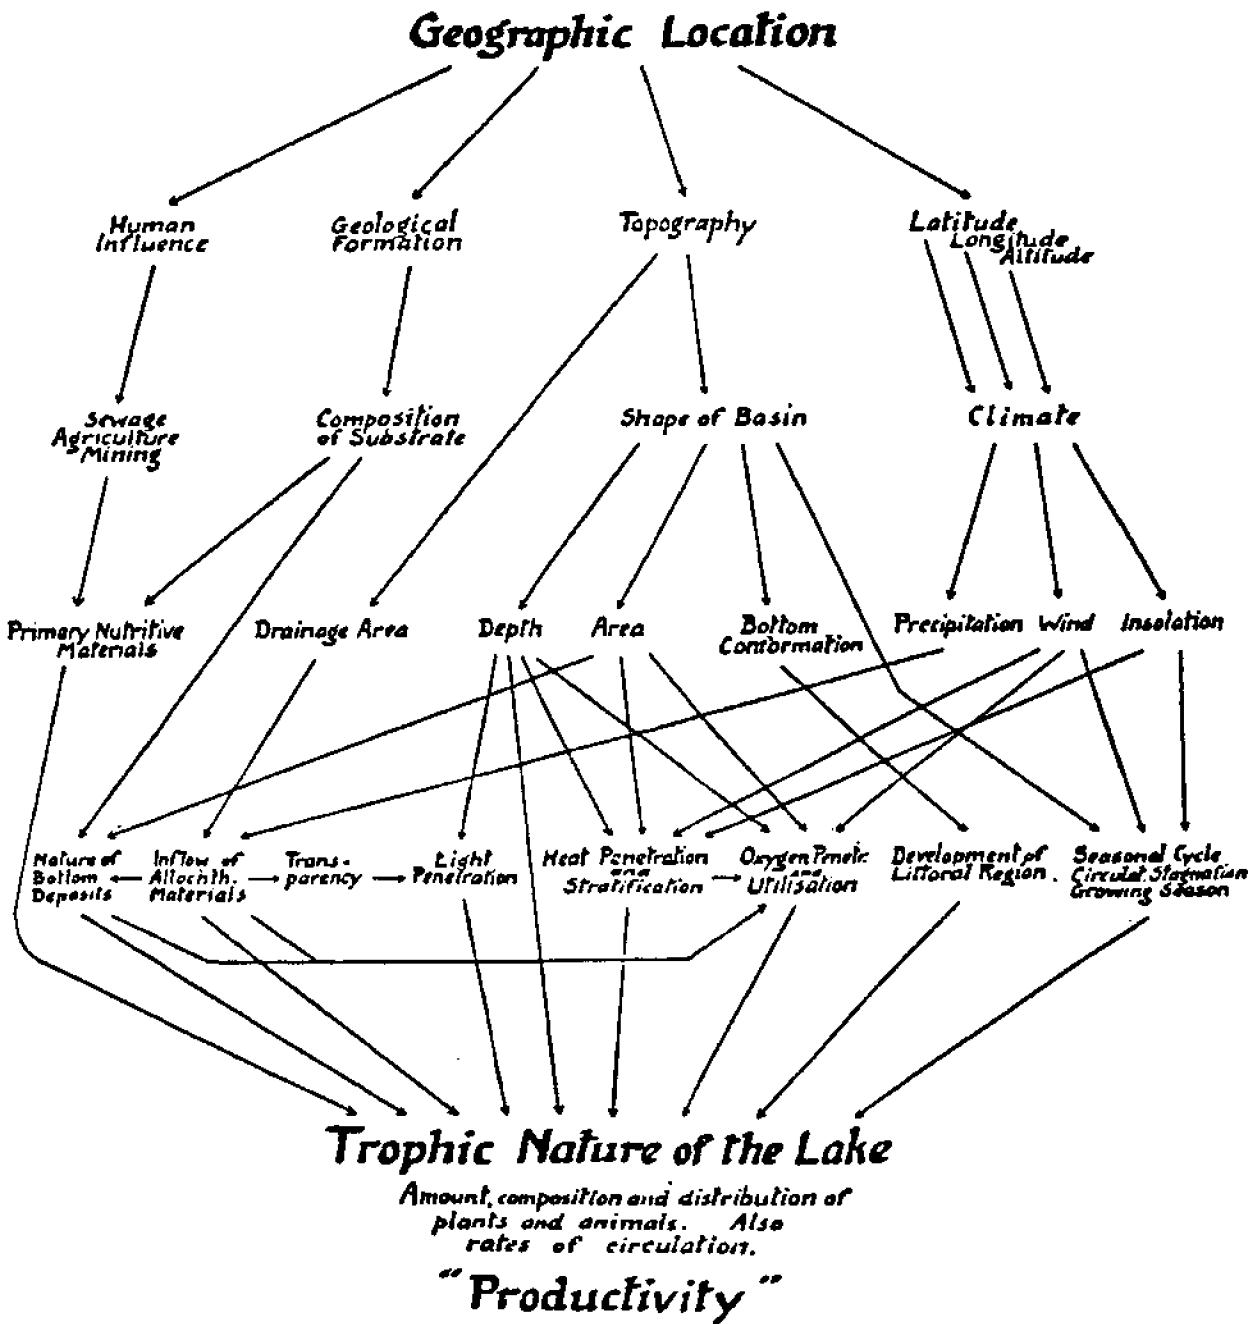 Geographic Location
Human
Influence
Geological
Formation
Topography
Latitude
Longitude
Altitude
Sewage
Agriculture
Mining
Composition
of Substrate
Shape of Basin
Climate
Primary Nutritive
Materials
Drainage Area
Depth
Area
Bottom
Conformation
Precipitation
Wind
Insolation
Nature of
Bottom
Deposits
Inflow of
Allochth.
Materials
Trans-
parency
Light
Penetration
Heat Penetration
and
Stratification
Oxygen Penetr.
and
Utilisation
Development of
Littoral Region.
Seasonal Cycle
Circulat. Stagnation
Growing Season
Trophic Nature of the Lake
Amount, composition and distribution of
plants and animals. Also
rates of circulation.
"Productivity"